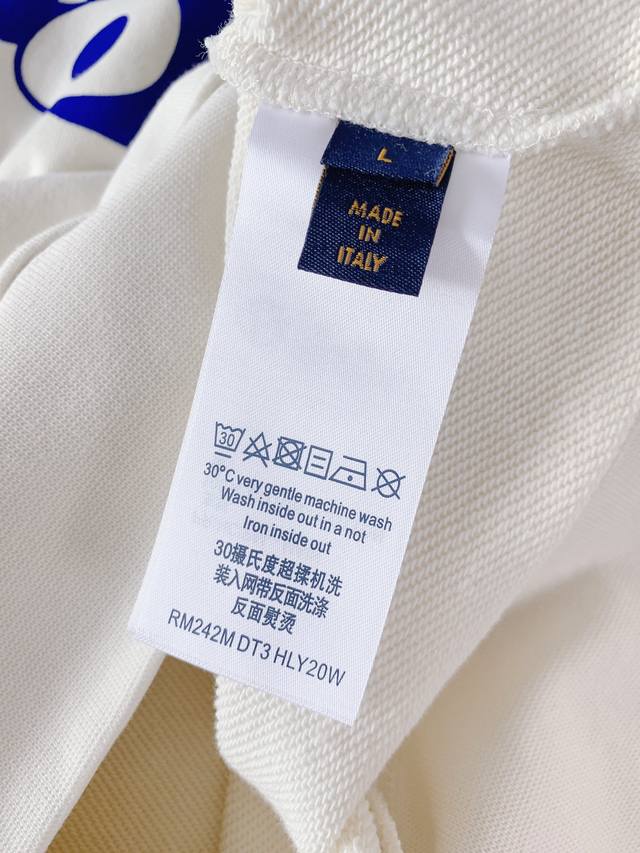 L
MADE
IN
ITALY
30
30°C very gentle machine wash
Wash inside out in a not
Iron inside out
30摄氏度超揉机洗
装入网带反面洗涤
反面熨烫
RM242M DT3 HLY20W